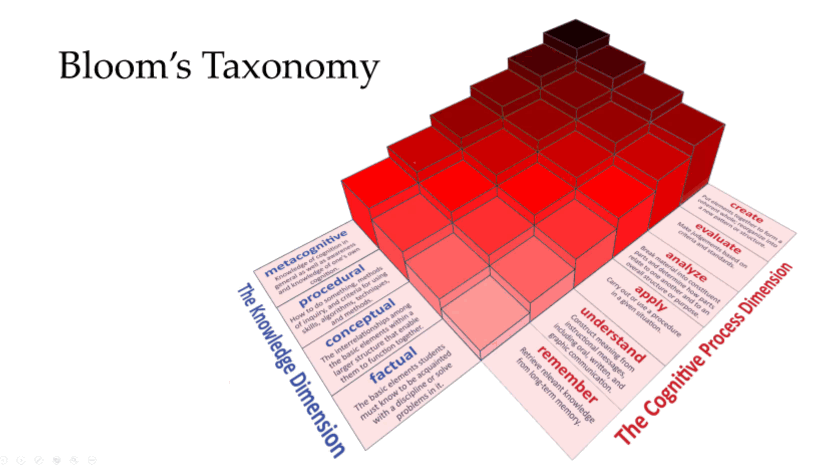 Bloom's Taxonomy
metacognitive
Knowledge of cognition in
general as well as awareness
and knowledge of one's own
cognition.
procedural
How to do something, methods
of inquiry, and criteria for using
skills, algorithms, techniques,
and methods.
conceptual
The interrelationships among
the basic elements within a
larger structure that enable
them to function together.
factual
The basic elements students
must know to be acquainted
with a discipline or solve
problems in it.
The Knowledge Dimension
create
Put elements together to form a
coherent whole; reorganize into
a new pattern or structure.
evaluate
Make judgements based on
criteria and standards.
analyze
Break material into constituent
parts and determine how parts
relate to one another and to an
overall structure or purpose.
apply
Carry out or use a procedure
in a given situation.
understand
Construct meaning from
instructional messages,
including oral, written, and
graphic communication.
remember
Retrieve relevant knowledge
from long-term memory.
The Cognitive Process Dimension